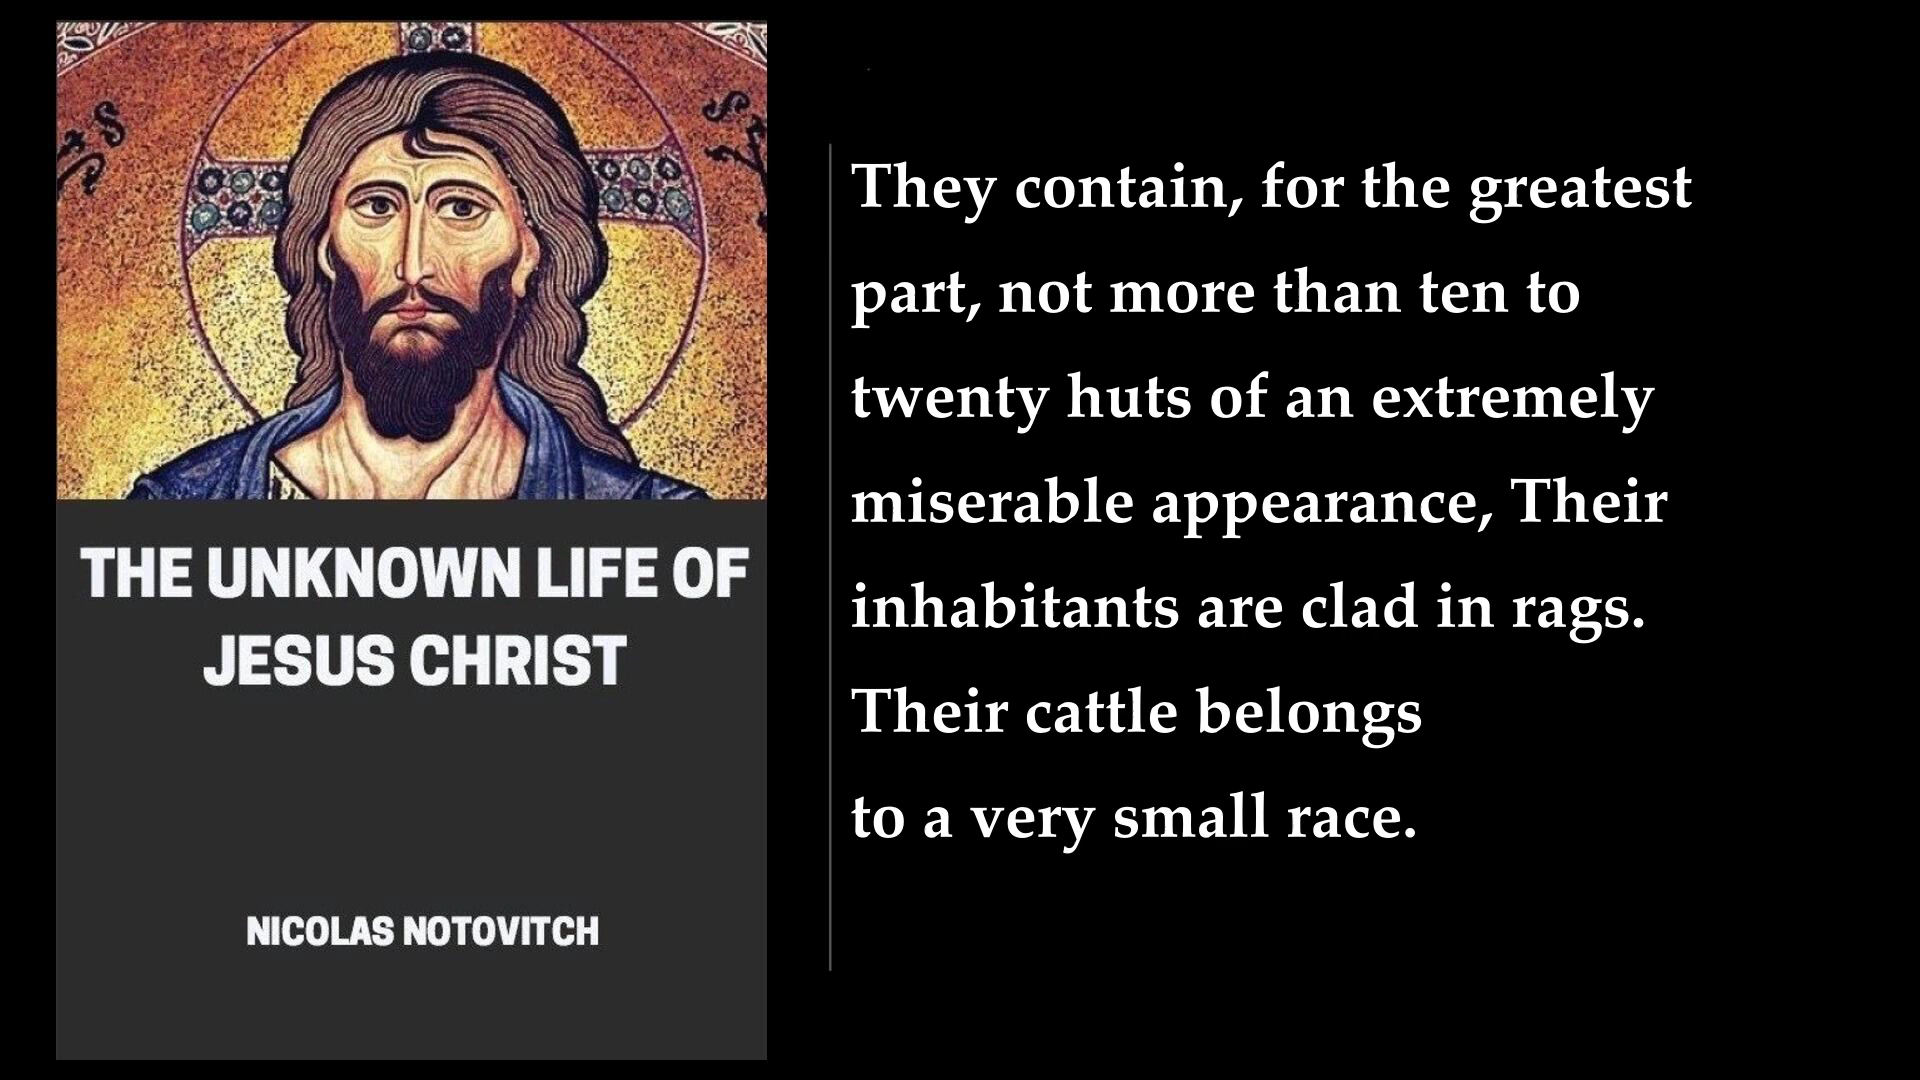 THE UNKNOWN LIFE OF
JESUS CHRIST
NICOLAS NOTOVITCH
They contain, for the greatest
part, not more than ten to
twenty huts of an extremely
miserable appearance, Their
inhabitants are clad in rags.
Their cattle belongs
to a very small race.